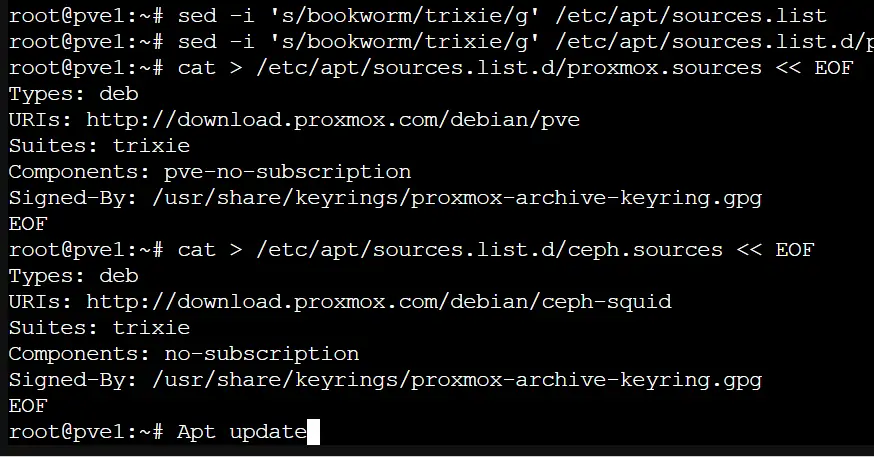 root@pve1:~# sed -i 's/bookworm/trixie/g' /etc/apt/sources.list
root@pve1:~# sed -i 's/bookworm/trixie/g' /etc/apt/sources.list.d/p
root@pve1:~# cat > /etc/apt/sources.list.d/proxmox.sources << EOF
Types: deb
URIs: http://download.proxmox.com/debian/pve
Suites: trixie
Components: pve-no-subscription
Signed-By: /usr/share/keyrings/proxmox-archive-keyring.gpg
EOF
root@pve1:~# cat > /etc/apt/sources.list.d/ceph.sources << EOF
Types: deb
URIs: http://download.proxmox.com/debian/ceph-squid
Suites: trixie
Components: no-subscription
Signed-By: /usr/share/keyrings/proxmox-archive-keyring.gpg
EOF
root@pve1:~# Apt update